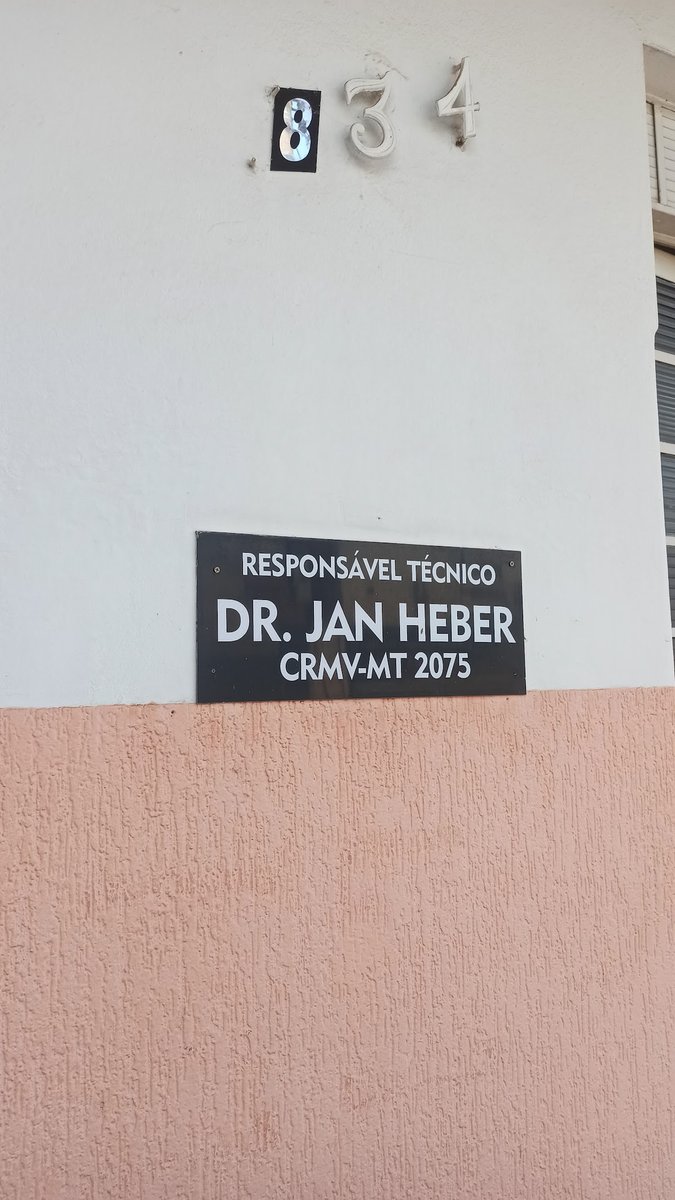 834
RESPONSÁVEL TÉCNICO
DR. JAN HEBER
CRMV-MT 2075